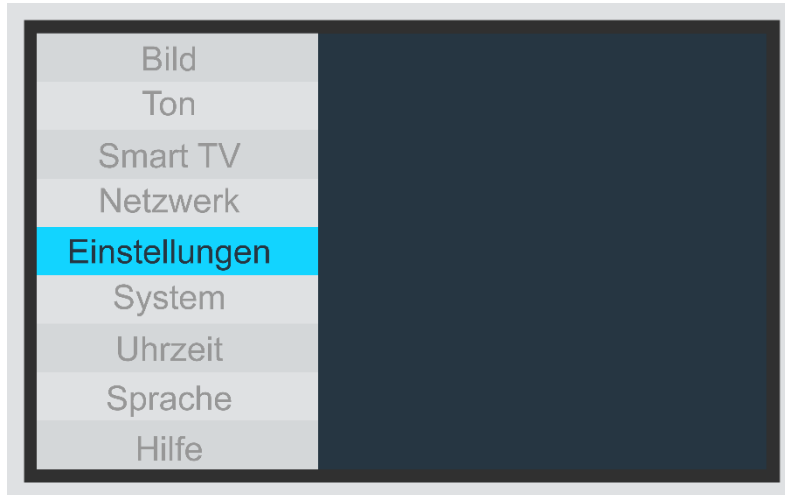 Bild
Ton
Smart TV
Netzwerk
Einstellungen
System
Uhrzeit
Sprache
Hilfe